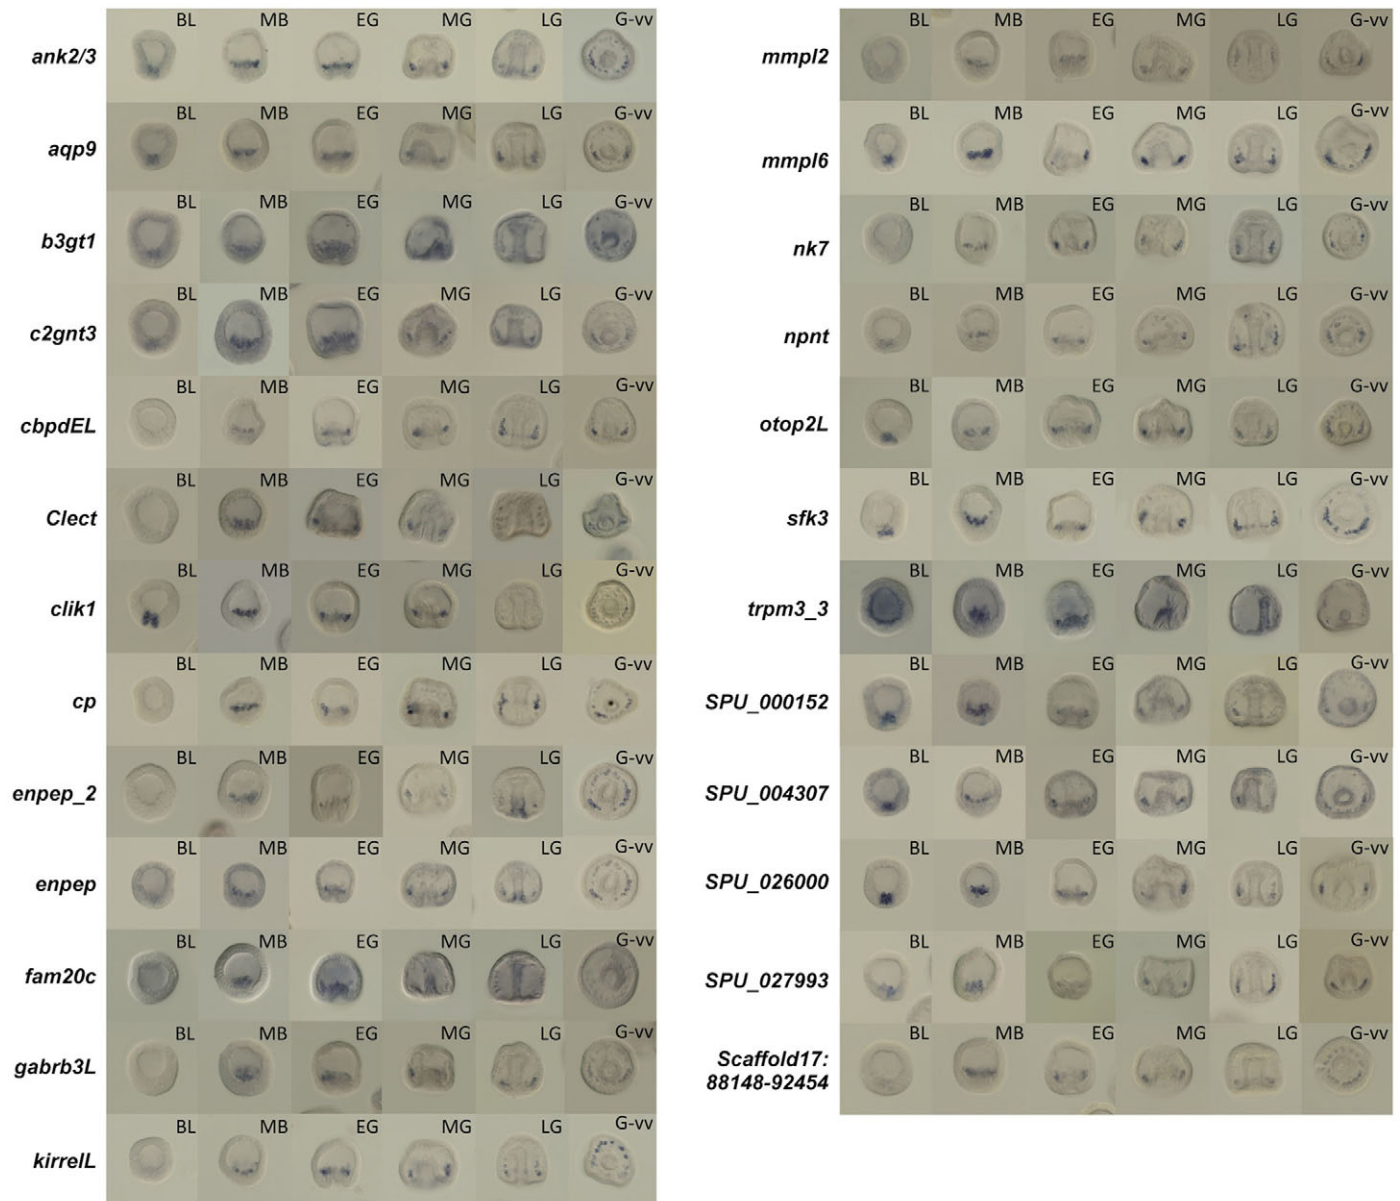 BL MB EG MG LG G-vv
ank2/3
BL MB EG MG LG G-vv
aqp9
BL MB EG MG LG G-vv
b3gt1
BL MB EG MG LG G-vv
c2gnt3
BL MB EG MG LG G-vv
cbpdEL
BL MB EG MG LG G-vv
Clect
BL MB EG MG LG G-vv
clik1
BL MB EG MG LG G-vv
cp
BL MB EG MG LG G-vv
enpep_2
BL MB EG MG LG G-vv
enpep
BL MB EG MG LG G-vv
fam20c
BL MB EG MG LG G-vv
gabrb3L
BL MB EG MG LG G-vv
kirrelL
BL MB EG MG LG G-vv
mmpl2
BL MB EG MG LG G-vv
mmpl6
BL MB EG MG LG G-vv
nk7
BL MB EG MG LG G-vv
npnt
BL MB EG MG LG G-vv
otop2L
BL MB EG MG LG G-vv
sfk3
BL MB EG MG LG G-vv
trpm3_3
BL MB EG MG LG G-vv
SPU_000152
BL MB EG MG LG G-vv
SPU_004307
BL MB EG MG LG G-vv
SPU_026000
BL MB EG MG LG G-vv
SPU_027993
BL MB EG MG LG G-vv
Scaffold17:
88148-92454